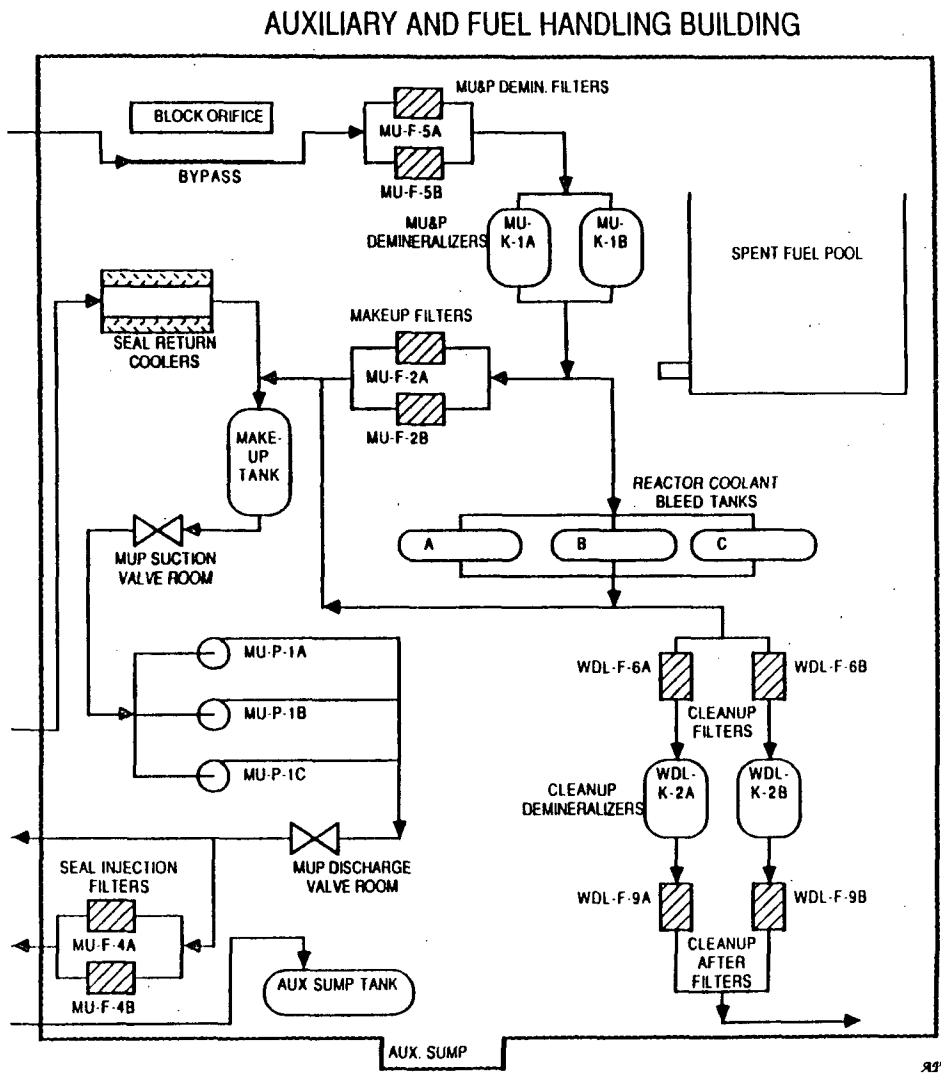 AUXILIARY AND FUEL HANDLING BUILDING
MU&P DEMIN. FILTERS
BLOCK ORIFICE
MU-F-5A
BYPASS
MU-F-5B
MU&P
DEMINERALIZERS
MU-
K-1A
MU-
K-1B
SPENT FUEL POOL
SEAL RETURN
COOLERS
MAKEUP FILTERS
MU-F-2A
MU-F-2B
MAKE-
UP
TANK
REACTOR COOLANT
BLEED TANKS
A
B
C
MUP SUCTION
VALVE ROOM
MU-P-1A
MU-P-1B
MU-P-1C
WDL-F-6A
WDL-F-6B
CLEANUP
FILTERS
WDL-
K-2A
WDL-
K-2B
CLEANUP
DEMINERALIZERS
MUP DISCHARGE
VALVE ROOM
SEAL INJECTION
FILTERS
MU-F-4A
MU-F-4B
WDL-F-9A
WDL-F-9B
CLEANUP
AFTER
FILTERS
AUX SUMP TANK
AUX. SUMP